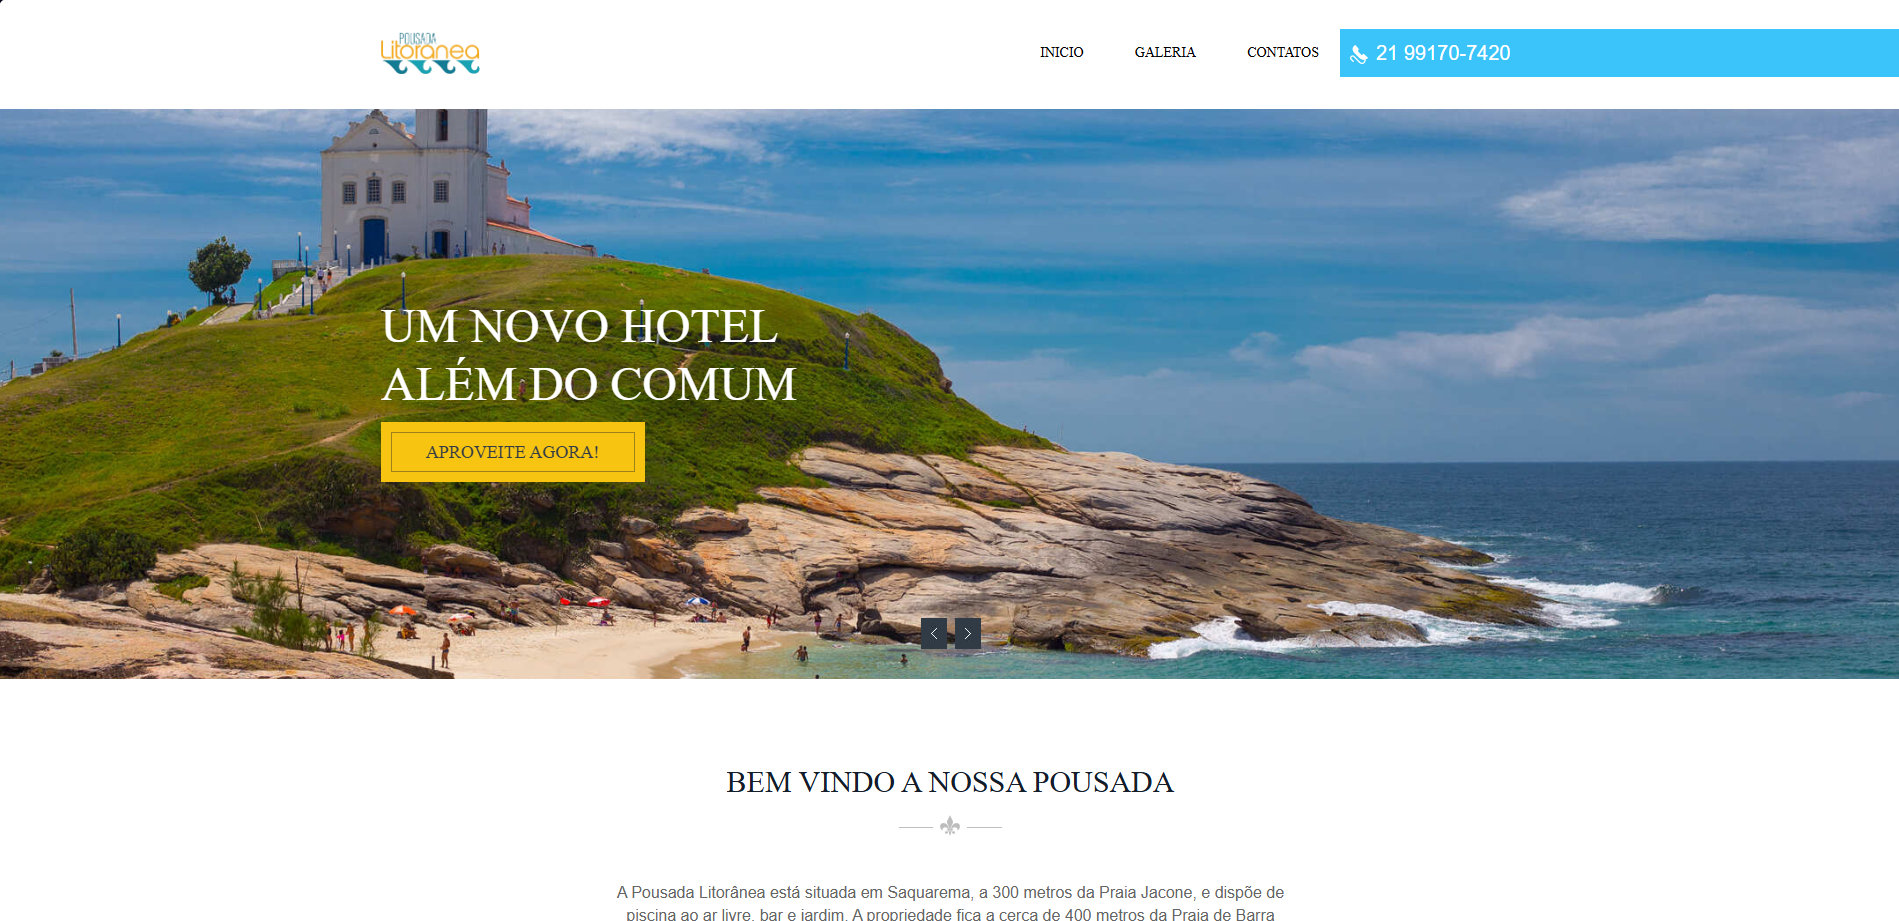 POUSADA
Litorânea
INICIO
GALERIA
CONTATOS
21 99170-7420
UM NOVO HOTEL
ALÉM DO COMUM
APROVEITE AGORA!
BEM VINDO A NOSSA POUSADA
A Pousada Litorânea está situada em Saquarema, a 300 metros da Praia Jacone, e dispõe de
piscina ao ar livre, bar e jardim. A propriedade fica a cerca de 400 metros da Praia de Barra